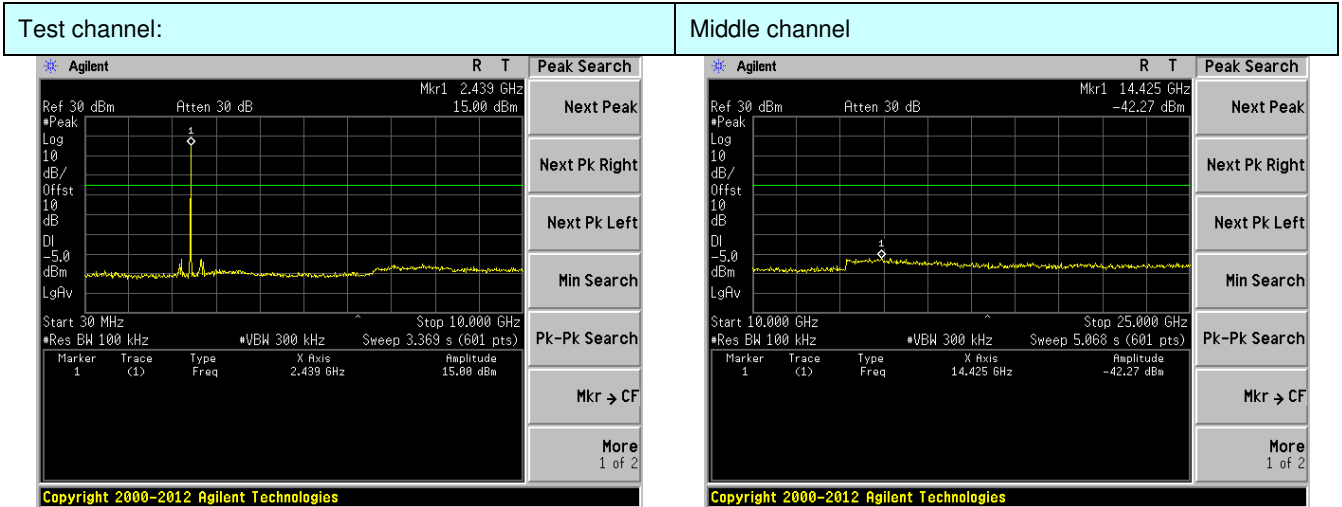 Test channel:
Middle channel
Agilent R T
Mkr1 2.439 GHz
Ref 30 dBm Atten 30 dB 15.00 dBm
#Peak
Log
10
dB/
Offst
10
dB
DI
-5.0
dBm
LgAv
1
Start 30 MHz ^ Stop 10.000 GHz
#Res BW 100 kHz #VBW 300 kHz Sweep 3.369 s (601 pts)
Marker Trace Type X Axis Amplitude
1 (1) Freq 2.439 GHz 15.00 dBm
Peak Search
Next Peak
Next Pk Right
Next Pk Left
Min Search
Pk-Pk Search
Mkr → CF
More
1 of 2
Copyright 2000-2012 Agilent Technologies
Agilent R T
Mkr1 14.425 GHz
Ref 30 dBm Atten 30 dB -42.27 dBm
#Peak
Log
10
dB/
Offst
10
dB
DI
-5.0
dBm
LgAv
1
Start 10.000 GHz ^ Stop 25.000 GHz
#Res BW 100 kHz #VBW 300 kHz Sweep 5.068 s (601 pts)
Marker Trace Type X Axis Amplitude
1 (1) Freq 14.425 GHz -42.27 dBm
Peak Search
Next Peak
Next Pk Right
Next Pk Left
Min Search
Pk-Pk Search
Mkr → CF
More
1 of 2
Copyright 2000-2012 Agilent Technologies